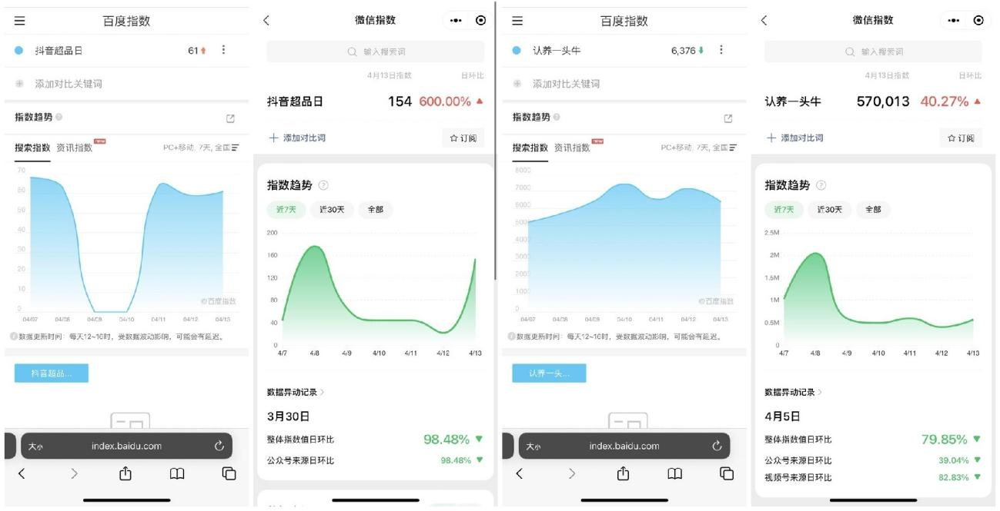 百度指数
抖音超品日 61
添加对比关键词
指数趋势
搜索指数 资讯指数 new PC+移动, 7天, 全国
70
60
50
40
30
20
10
0
©百度指数
04/07 04/08 04/09 04/10 04/11 04/12 04/13
数据更新时间：每天12~16时，受数据波动影响，可能会有延迟。
抖音超品...
大小 index.baidu.com
微信指数
输入搜索词
4月13日指数 日环比
抖音超品日 154 600.00%
添加对比词 订阅
指数趋势
近7天 近30天 全部
200
160
120
80
40
0
4/7 4/8 4/9 4/10 4/11 4/12 4/13
数据异动记录
3月30日
整体指数值日环比 98.48%
公众号来源日环比 98.48%
百度指数
认养一头牛 6,376
添加对比关键词
指数趋势
搜索指数 资讯指数 new PC+移动, 7天, 全国
8000
7000
6000
5000
4000
3000
2000
1000
0
©百度指数
04/07 04/08 04/09 04/10 04/11 04/12 04/13
数据更新时间：每天12~16时，受数据波动影响，可能会有延迟。
认养一头...
大小 index.baidu.com
微信指数
输入搜索词
4月13日指数 日环比
认养一头牛 570,013 40.27%
添加对比词 订阅
指数趋势
近7天 近30天 全部
2.5M
2M
1.5M
1M
0.5M
0
4/7 4/8 4/9 4/10 4/11 4/12 4/13
数据异动记录
4月5日
整体指数值日环比 79.85%
公众号来源日环比 39.04%
视频号来源日环比 82.83%